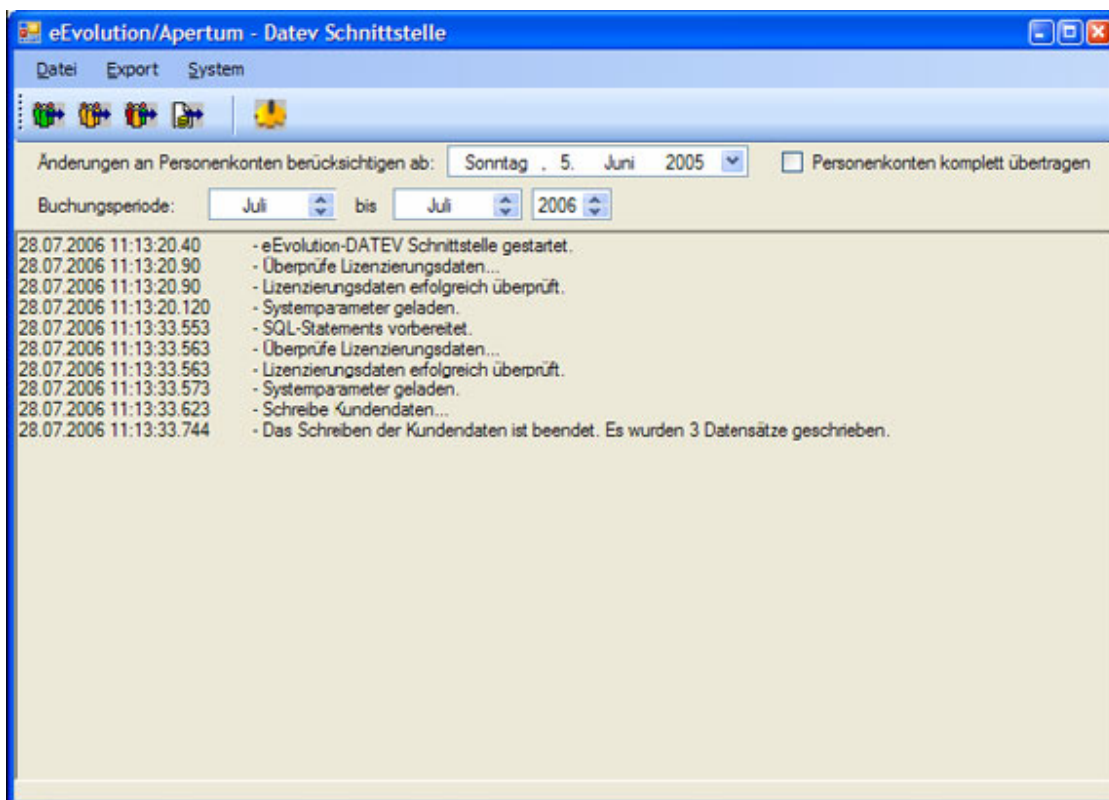 eEvolution/Apertum - Datev Schnittstelle
Datei Export System
Änderungen an Personenkonten berücksichtigen ab: Sonntag , 5. Juni 2005 Personenkonten komplett übertragen
Buchungsperiode: Juli bis Juli 2006
28.07.2006 11:13:20.40 - eEvolution-DATEV Schnittstelle gestartet.
28.07.2006 11:13:20.90 - Überprüfe Lizenzierungsdaten...
28.07.2006 11:13:20.90 - Lizenzierungsdaten erfolgreich überprüft.
28.07.2006 11:13:20.120 - Systemparameter geladen.
28.07.2006 11:13:33.553 - SQL-Statements vorbereitet.
28.07.2006 11:13:33.563 - Überprüfe Lizenzierungsdaten...
28.07.2006 11:13:33.563 - Lizenzierungsdaten erfolgreich überprüft.
28.07.2006 11:13:33.573 - Systemparameter geladen.
28.07.2006 11:13:33.623 - Schreibe Kundendaten...
28.07.2006 11:13:33.744 - Das Schreiben der Kundendaten ist beendet. Es wurden 3 Datensätze geschrieben.